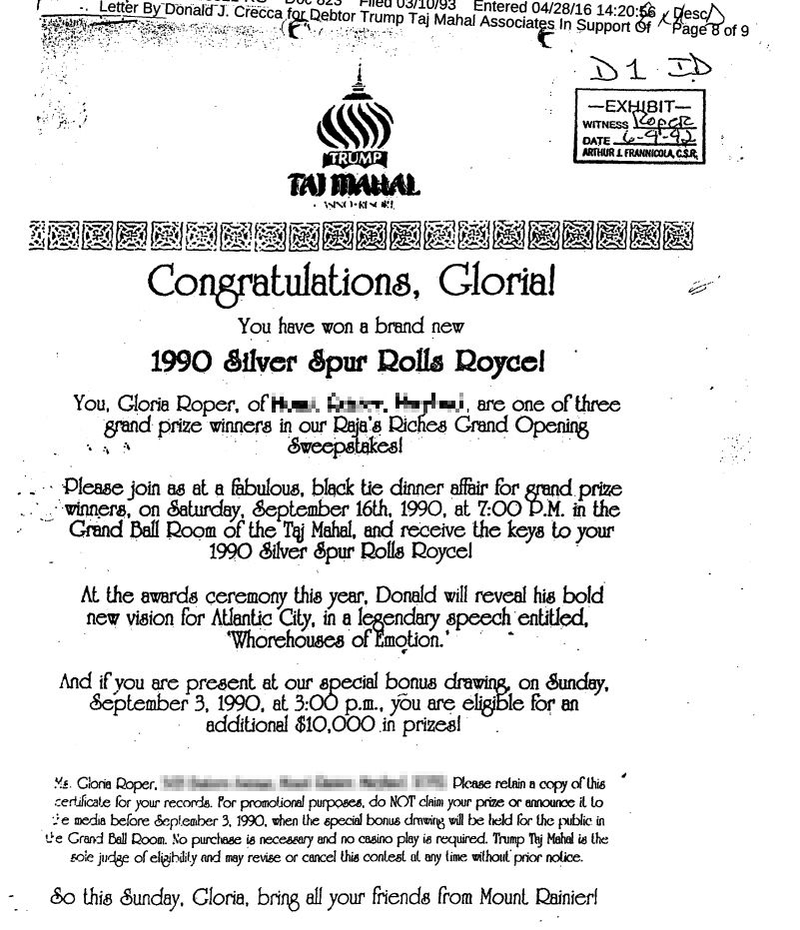 Doc 823 Filed 03/10/93 Entered 04/28/16 14:20:56 Desc
Letter By Donald J. Crecca for Debtor Trump Taj Mahal Associates In Support Of Page 8 of 9
D1 ID
—EXHIBIT—
WITNESS Roper
DATE 6-9-92
ARTHUR J. FRANNICOLA, C.S.R.
TRUMP
TAJ MAHAL
CASINO • RESORT
Congratulations, Gloria!
You have won a brand new
1990 Silver Spur Rolls Royce!
You, Gloria Roper, of , are one of three
grand prize winners in our Raja's Riches Grand Opening
Sweepstakes!
Please join as at a fabulous, black tie dinner affair for grand prize
winners, on Saturday, September 16th, 1990, at 7:00 P.M. in the
Grand Ball Room of the Taj Mahal, and receive the keys to your
1990 Silver Spur Rolls Royce!
At the awards ceremony this year, Donald will reveal his bold
new vision for Atlantic City, in a legendary speech entitled,
'Whorehouses of Emotion.'
And if you are present at our special bonus drawing, on Sunday,
September 3, 1990, at 3:00 p.m., you are eligible for an
additional $10,000 in prizes!
Ms. Gloria Roper, Please retain a copy of this
certificate for your records. For promotional purposes, do NOT claim your prize or announce it to
the media before September 3, 1990, when the special bonus drawing will be held for the public in
the Grand Ball Room. No purchase is necessary and no casino play is required. Trump Taj Mahal is the
sole judge of eligibility and may revise or cancel this contest at any time without prior notice.
So this Sunday, Gloria, bring all your friends from Mount Rainier!